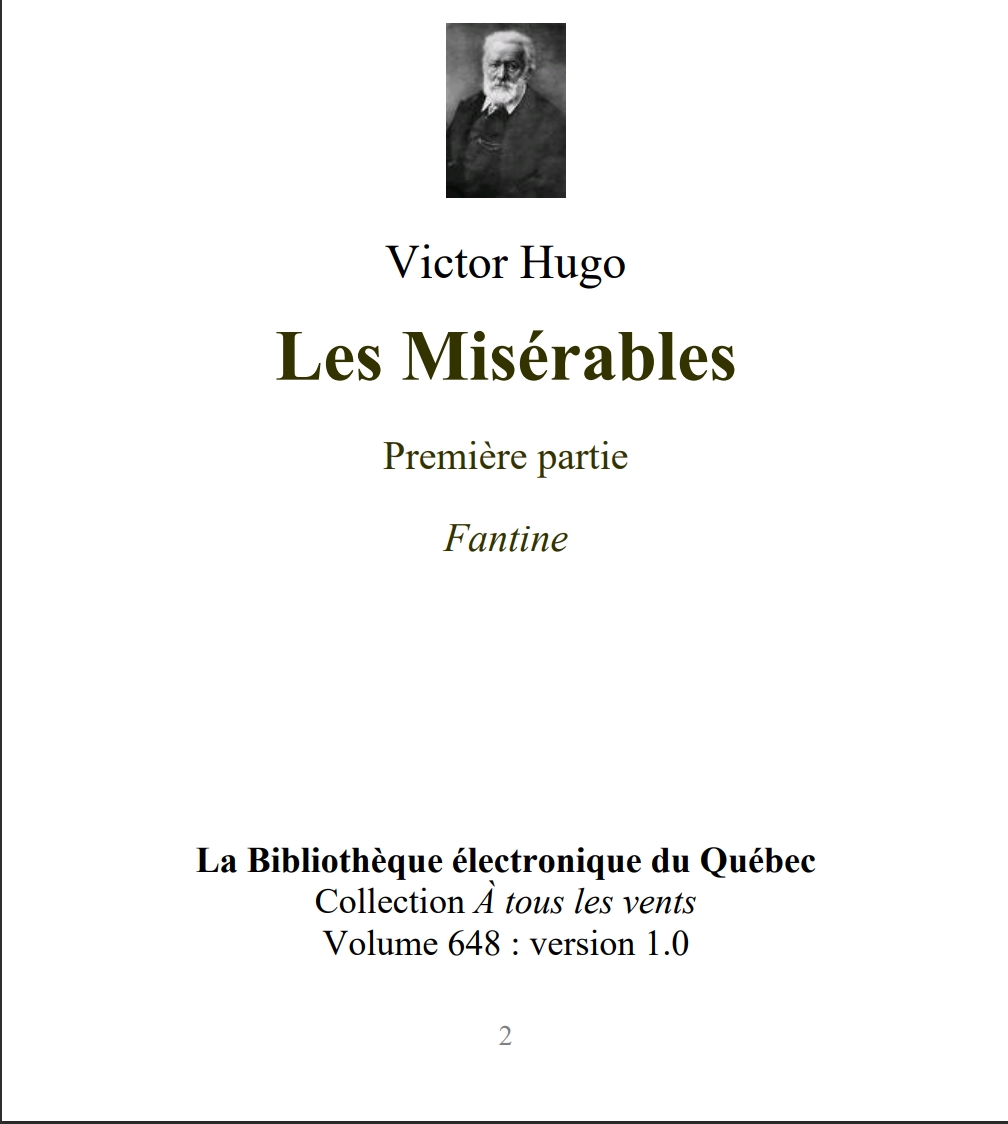 Victor Hugo
Les Misérables
Première partie
Fantine
La Bibliothèque électronique du Québec
Collection À tous les vents
Volume 648 : version 1.0
2